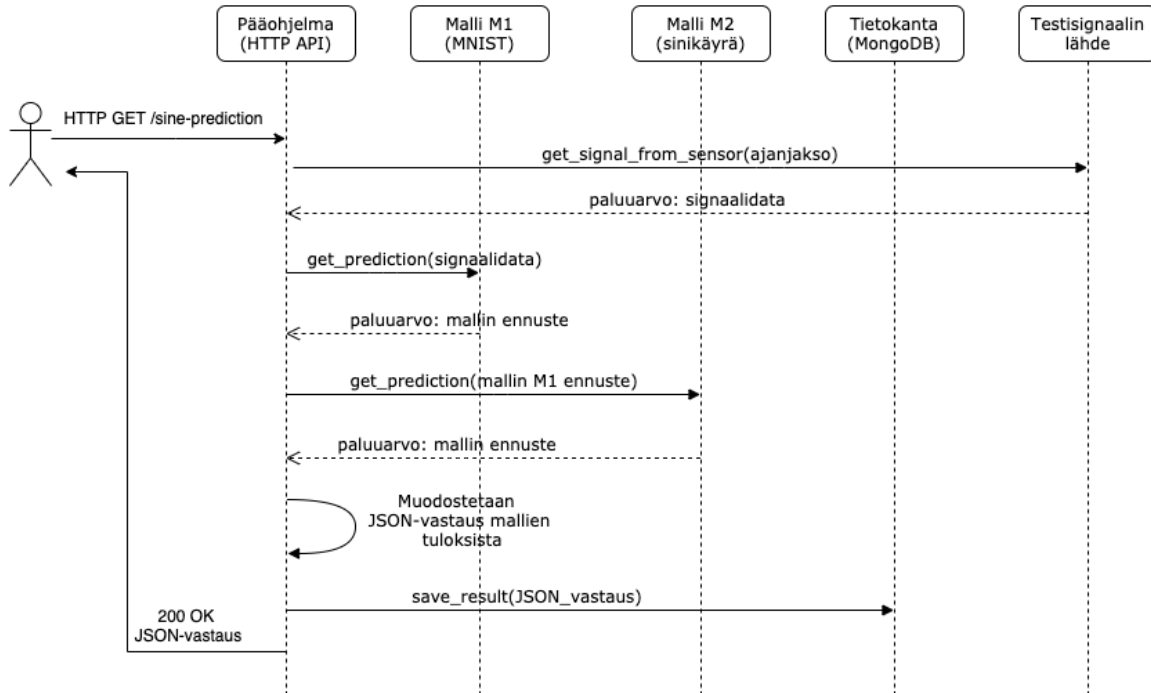 Pääohjelma
(HTTP API)
Malli M1
(MNIST)
Malli M2
(sinikäyrä)
Tietokanta
(MongoDB)
Testisignaalin
lähde
HTTP GET /sine-prediction
get_signal_from_sensor(ajanjakso)
paluuarvo: signaalidata
get_prediction(signaalidata)
paluuarvo: mallin ennuste
get_prediction(mallin M1 ennuste)
paluuarvo: mallin ennuste
Muodostetaan
JSON-vastaus mallien
tuloksista
save_result(JSON_vastaus)
200 OK
JSON-vastaus